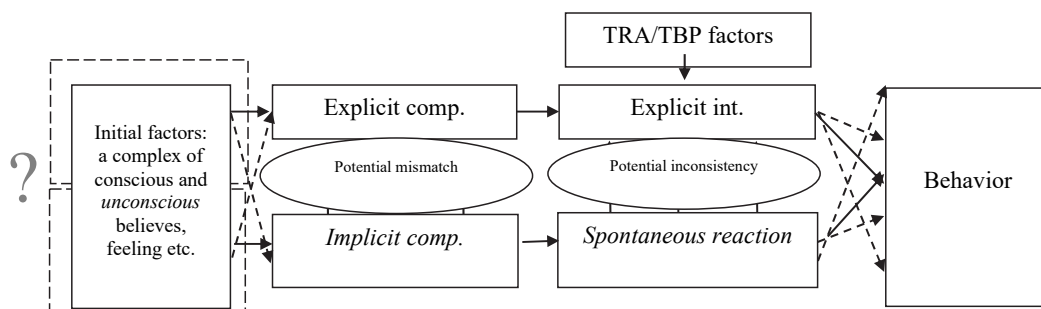 TRA/TBP factors
?
Initial factors:
a complex of
conscious and
unconscious
believes,
feeling etc.
Explicit comp.
Explicit int.
Potential mismatch
Potential inconsistency
Behavior
Implicit comp.
Spontaneous reaction